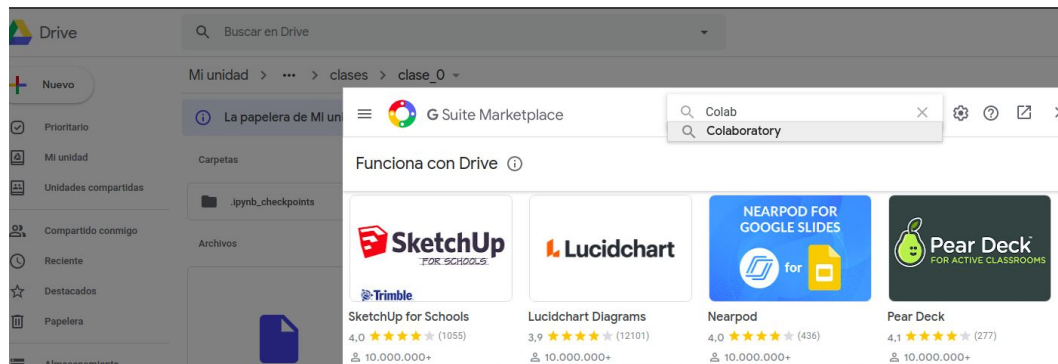 Drive
Buscar en Drive
Nuevo
Mi unidad > ... > clases > clase_0
La papelera de Mi uni
Prioritario
Mi unidad
Unidades compartidas
Compartido conmigo
Reciente
Destacados
Papelera
Almacenamiento
Carpetas
.ipynb_checkpoints
Archivos
G Suite Marketplace
Colab
Colaboratory
Funciona con Drive
SketchUp
FOR SCHOOLS
Trimble
Lucidchart
NEARPOD FOR
GOOGLE SLIDES
for
Pear Deck
FOR ACTIVE CLASSROOMS
SketchUp for Schools
4,0 (1055)
10.000.000+
Lucidchart Diagrams
3,9 (12101)
10.000.000+
Nearpod
4,0 (436)
10.000.000+
Pear Deck
4,1 (277)
10.000.000+